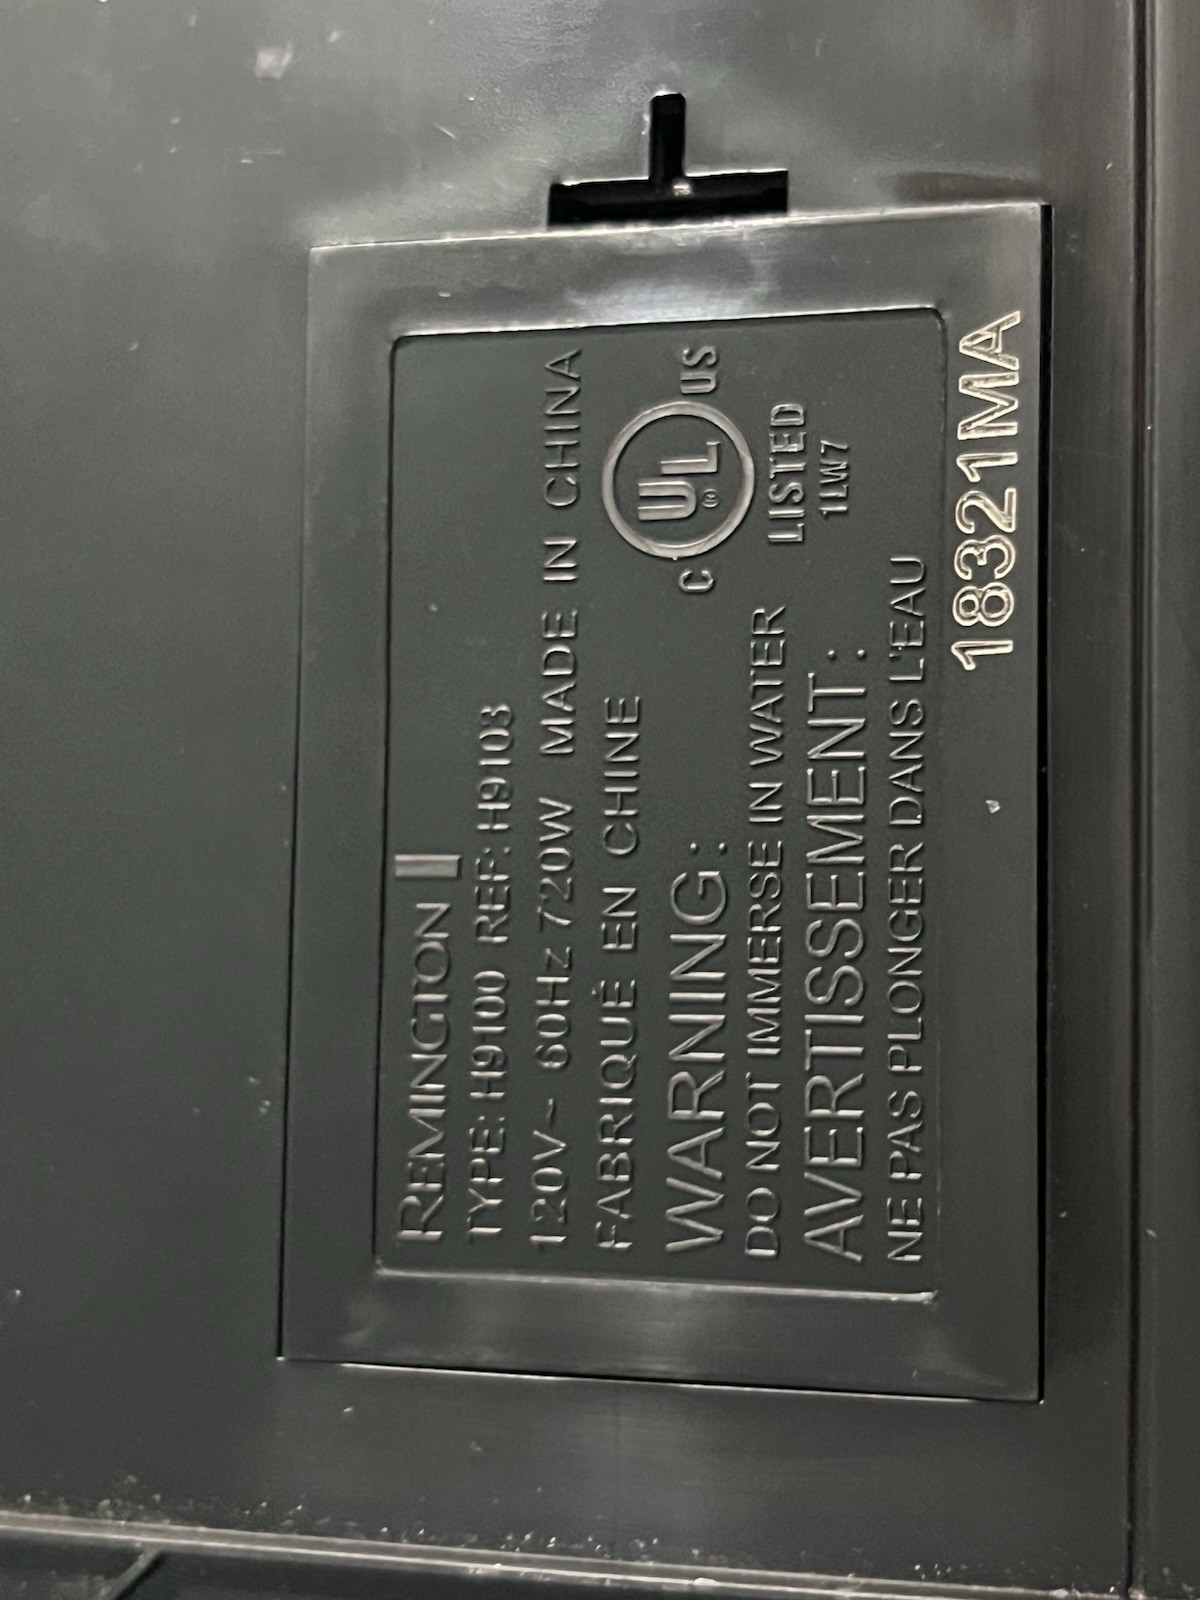 REMINGTON
TYPE: H9100 REF: H9103
120V~ 60Hz 720W MADE IN CHINA
FABRIQUÉ EN CHINE
C UL ® US
LISTED
1LW7
WARNING:
DO NOT IMMERSE IN WATER
AVERTISSEMENT:
NE PAS PLONGER DANS L'EAU
18321MA